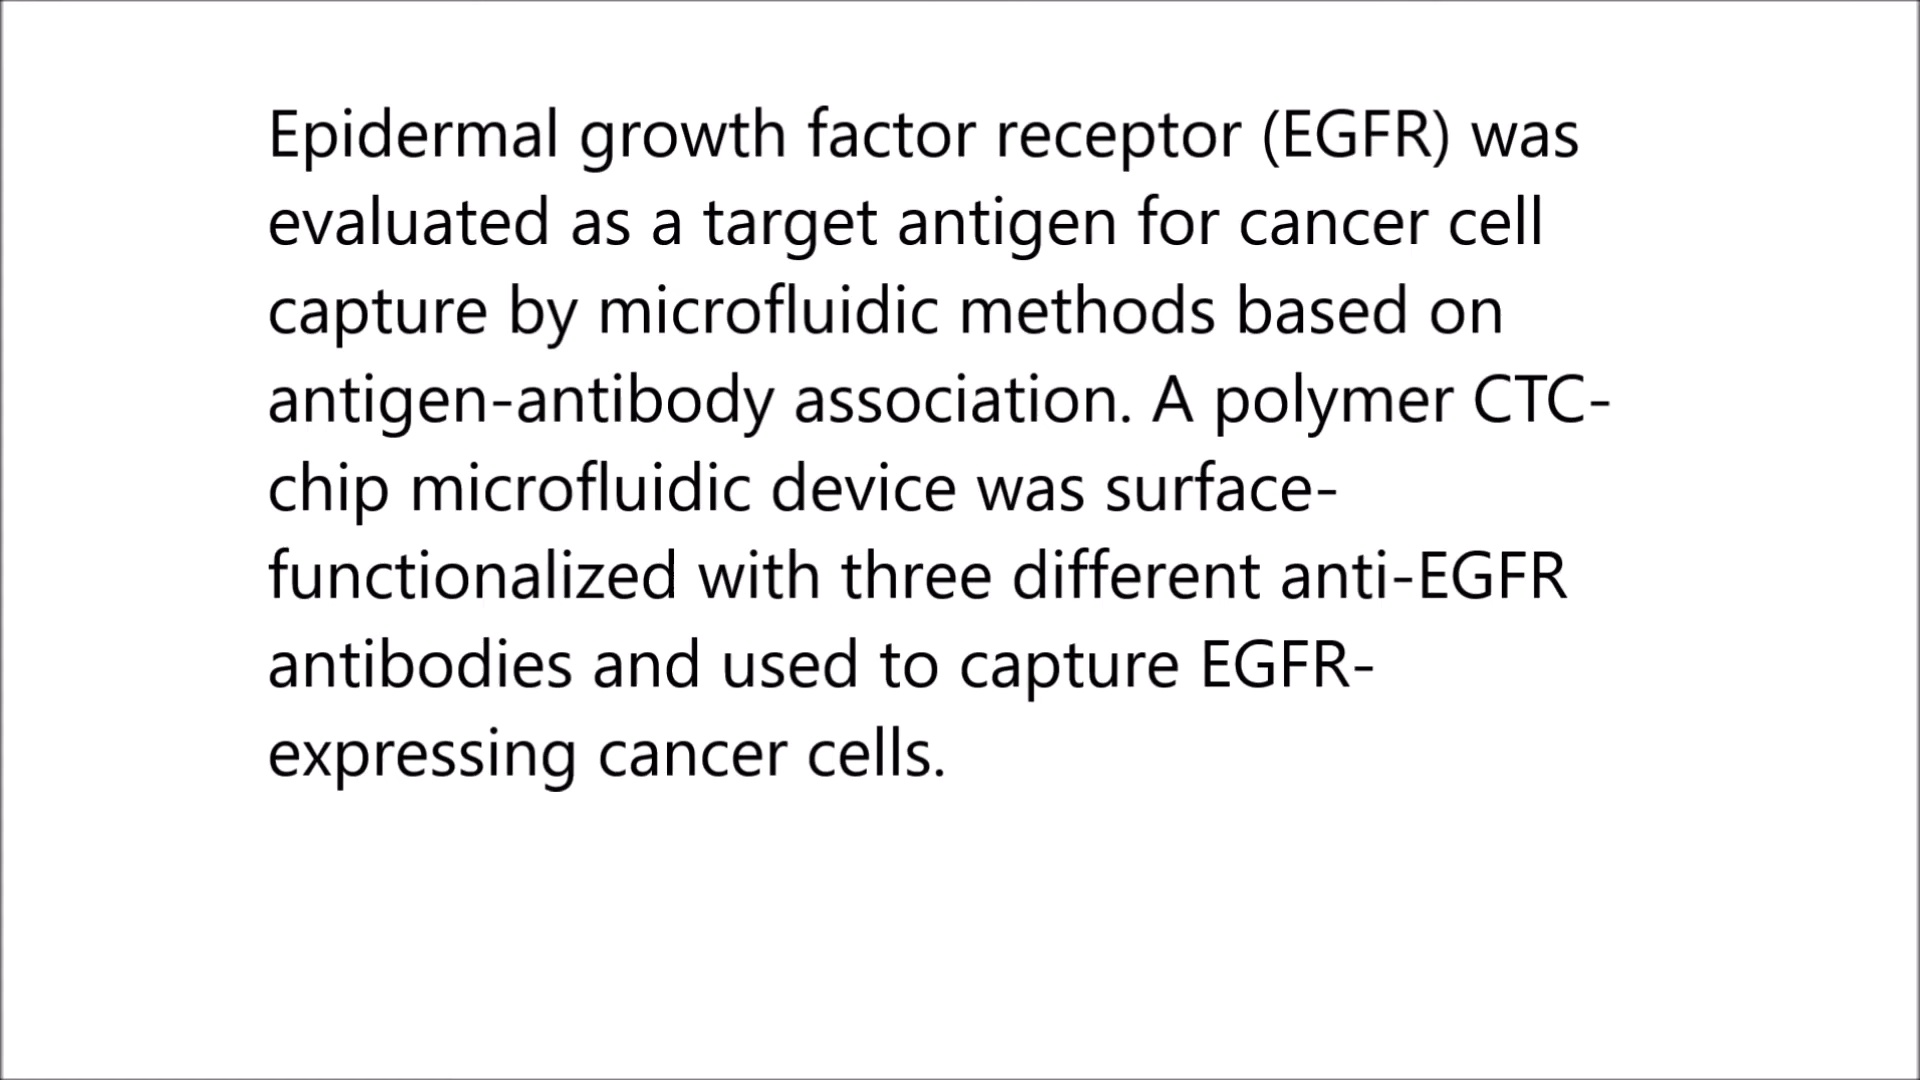 Epidermal growth factor receptor (EGFR) was
evaluated as a target antigen for cancer cell
capture by microfluidic methods based on
antigen-antibody association. A polymer CTC-
chip microfluidic device was surface-
functionalized with three different anti-EGFR
antibodies and used to capture EGFR-
expressing cancer cells.